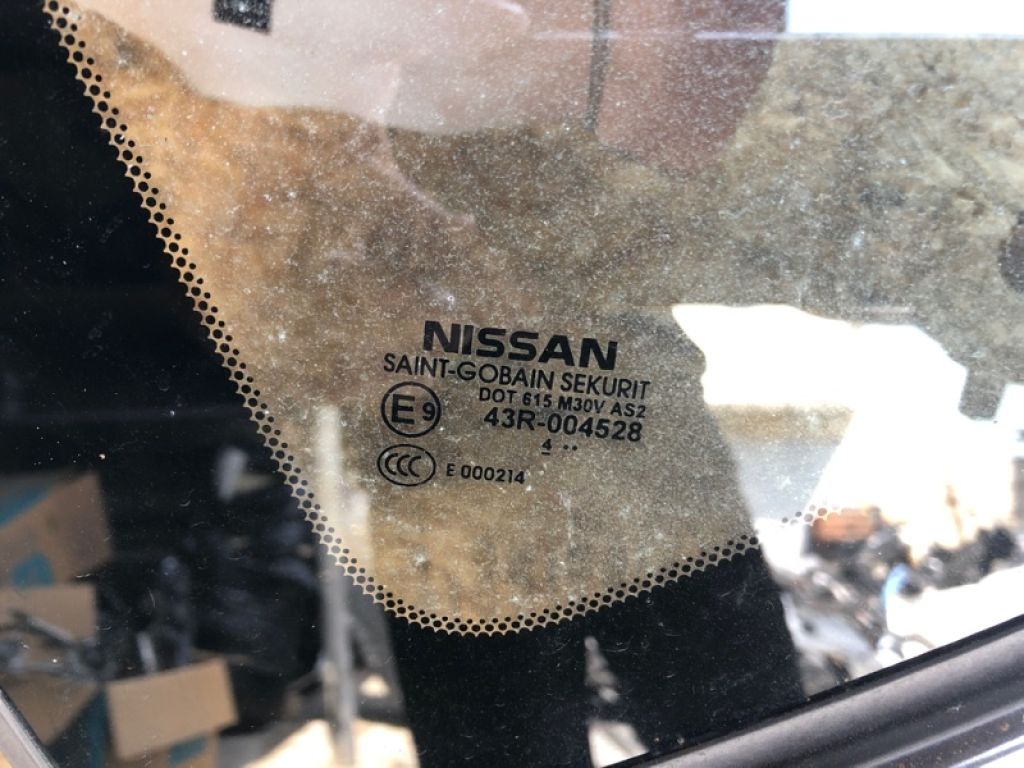 NISSAN
SAINT-GOBAIN SEKURIT
DOT 615 M30V AS2
E9 43R-004528
4 ..
CCC E 000214